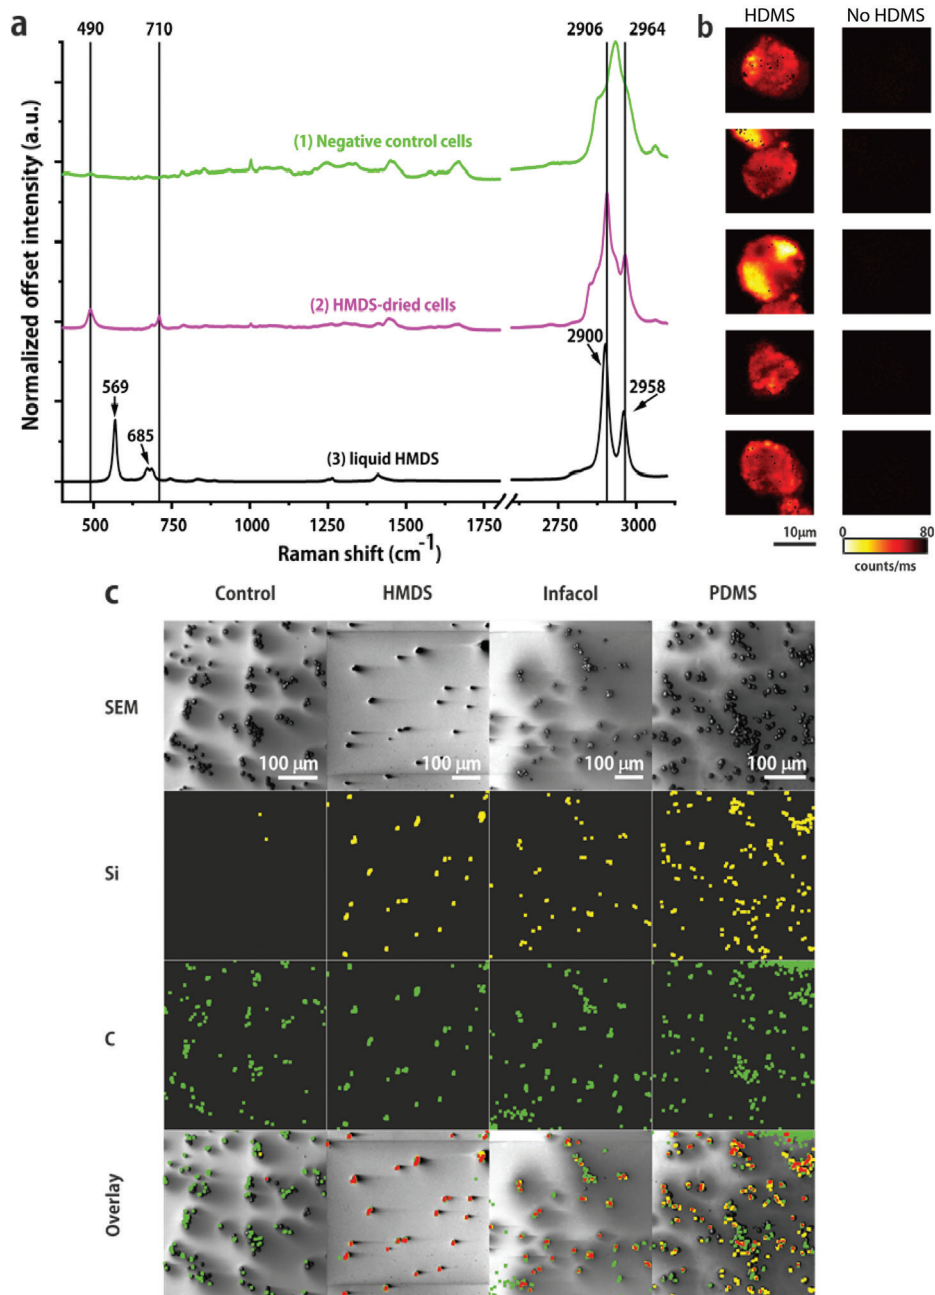 a
490
710
2906
2964
(1) Negative control cells
(2) HMDS-dried cells
2900
2958
569
685
(3) liquid HMDS
Normalized offset intensity (a.u.)
500
750
1000
1250
1500
1750
2750
3000
Raman shift (cm-1)
b
HDMS
No HDMS
10μm
0
80
counts/ms
c
Control
HMDS
Infacol
PDMS
SEM
100 μm
100 μm
100 μm
100 μm
Si
C
Overlay